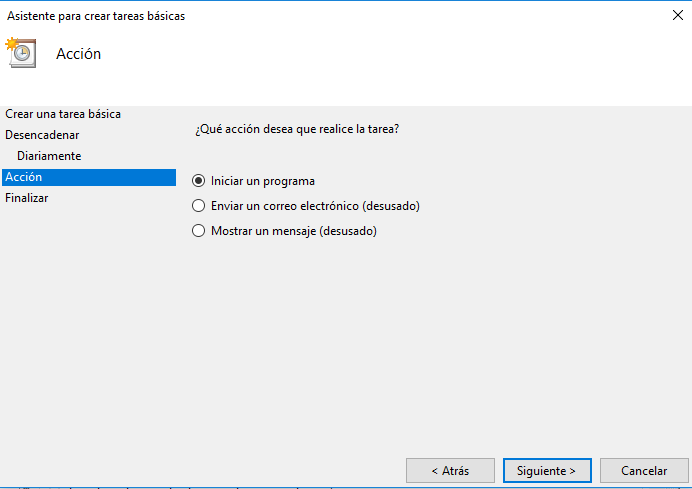 Asistente para crear tareas básicas
Acción
Crear una tarea básica
Desencadenar
Diariamente
Acción
Finalizar
¿Qué acción desea que realice la tarea?
Iniciar un programa
Enviar un correo electrónico (desusado)
Mostrar un mensaje (desusado)
< Atrás
Siguiente >
Cancelar